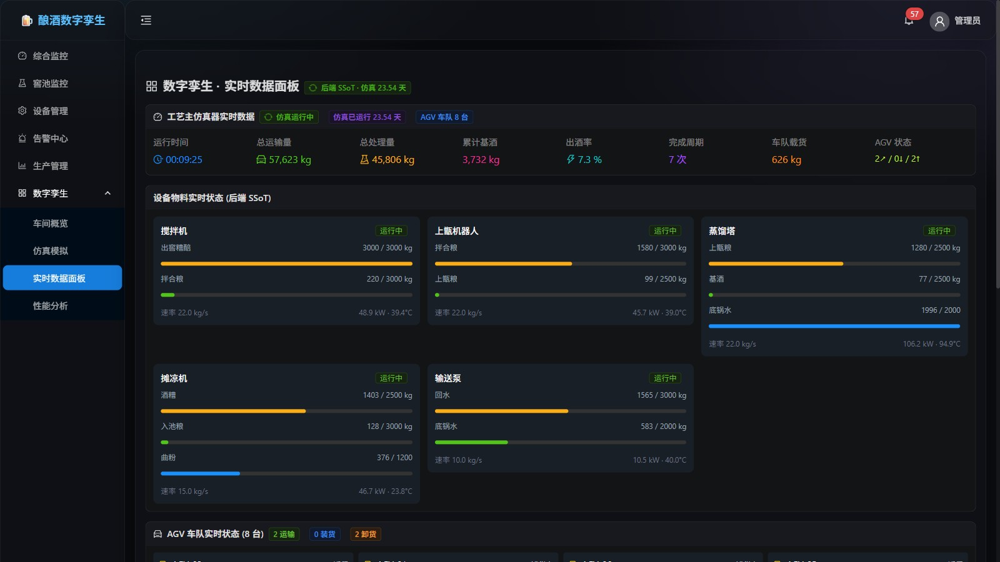 酿酒数字孪生
57
管理员
综合监控
窖池监控
设备管理
告警中心
生产管理
数字孪生
车间概览
仿真模拟
实时数据面板
性能分析
数字孪生 · 实时数据面板 后端 SSoT · 仿真 23.54 天
工艺主仿真器实时数据 仿真运行中 仿真已运行 23.54 天 AGV 车队 8 台
运行时间 总运输量 总处理量 累计基酒 出酒率 完成周期 车队载货 AGV 状态
00:09:25 57,623 kg 45,806 kg 3,732 kg 7.3 % 7 次 626 kg 2↗ / 0↓ / 2↑
设备物料实时状态 (后端 SSoT)
搅拌机 运行中
出窖糟醅 3000 / 3000 kg
拌合粮 220 / 3000 kg
速率 22.0 kg/s 48.9 kW · 39.4°C
上甑机器人 运行中
拌合粮 1580 / 3000 kg
上甑粮 99 / 2500 kg
速率 22.0 kg/s 45.7 kW · 39.0°C
蒸馏塔 运行中
上甑粮 1280 / 2500 kg
基酒 77 / 2500 kg
底锅水 1996 / 2000
速率 22.0 kg/s 106.2 kW · 94.9°C
摊凉机 运行中
酒糟 1403 / 2500 kg
入池粮 128 / 3000 kg
曲粉 376 / 1200
速率 15.0 kg/s 46.7 kW · 23.8°C
输送泵 运行中
回水 1565 / 3000 kg
底锅水 583 / 2000 kg
速率 10.0 kg/s 10.5 kW · 40.0°C
AGV 车队实时状态 (8 台) 2 运输 0 装货 2 卸货